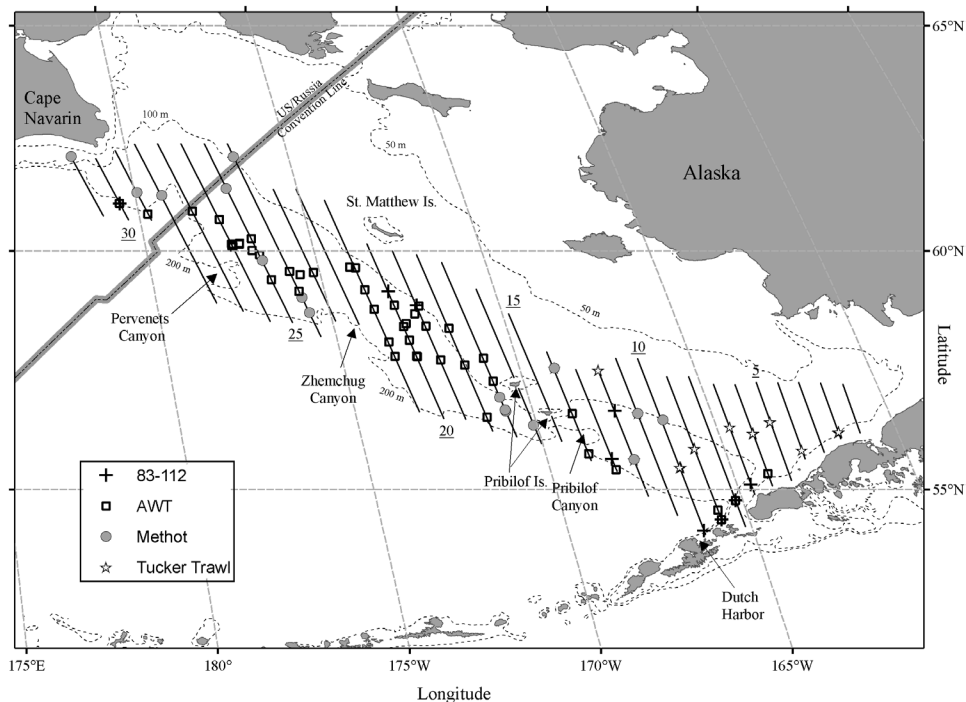 65°N
US/Russia
Convention Line
Cape
Navarin
100 m
50 m
Alaska
St. Matthew Is.
60°N
30
200 m
50 m
Pervenets
Canyon
25
15
Latitude
10
5
Zhemchug
Canyon
200 m
20
Pribilof Is.
Pribilof
Canyon
55°N
83-112
AWT
Methot
Tucker Trawl
Dutch
Harbor
175°E
180°
175°W
170°W
165°W
Longitude